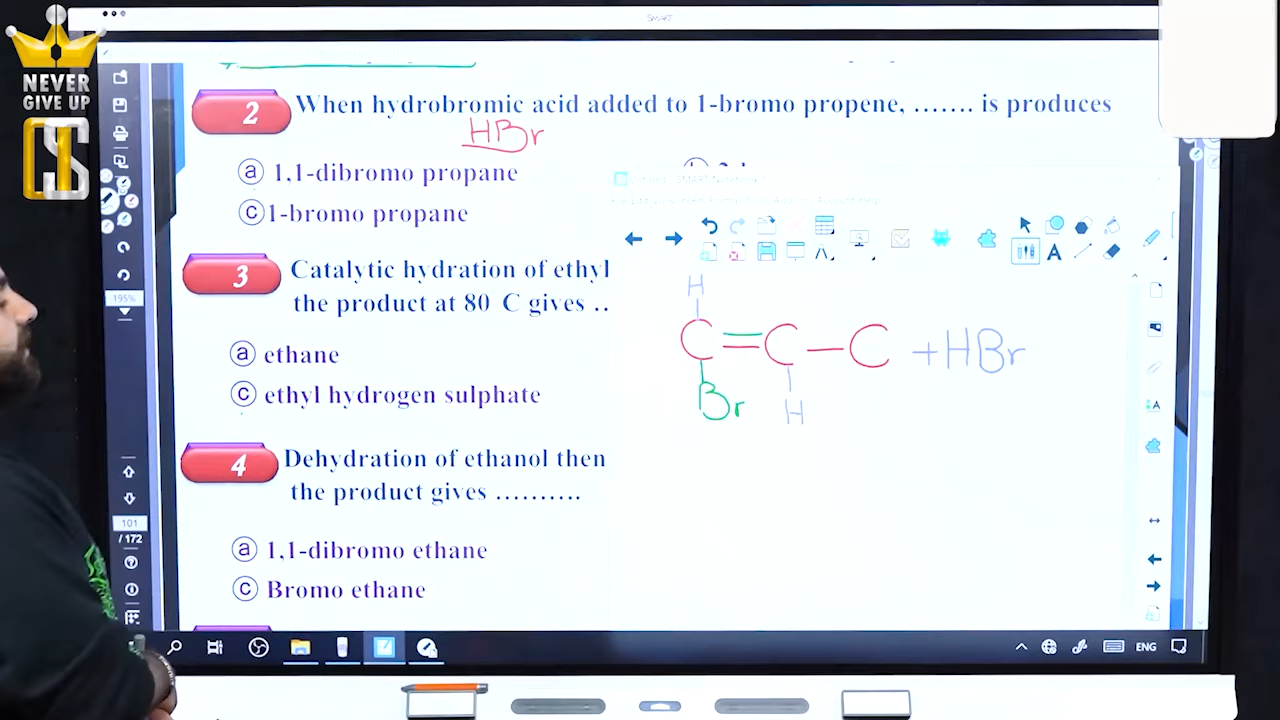 SMART
NEVER
GIVE UP
2 When hydrobromic acid added to 1-bromo propene, ....... is produces
HBr
a 1,1-dibromo propane
c 1-bromo propane
3 Catalytic hydration of ethyl
the product at 80 C gives ..
a ethane
c ethyl hydrogen sulphate
4 Dehydration of ethanol then
the product gives ..........
a 1,1-dibromo ethane
c Bromo ethane
H
C = C — C + HBr
Br H
195%
101
/ 172
ENG